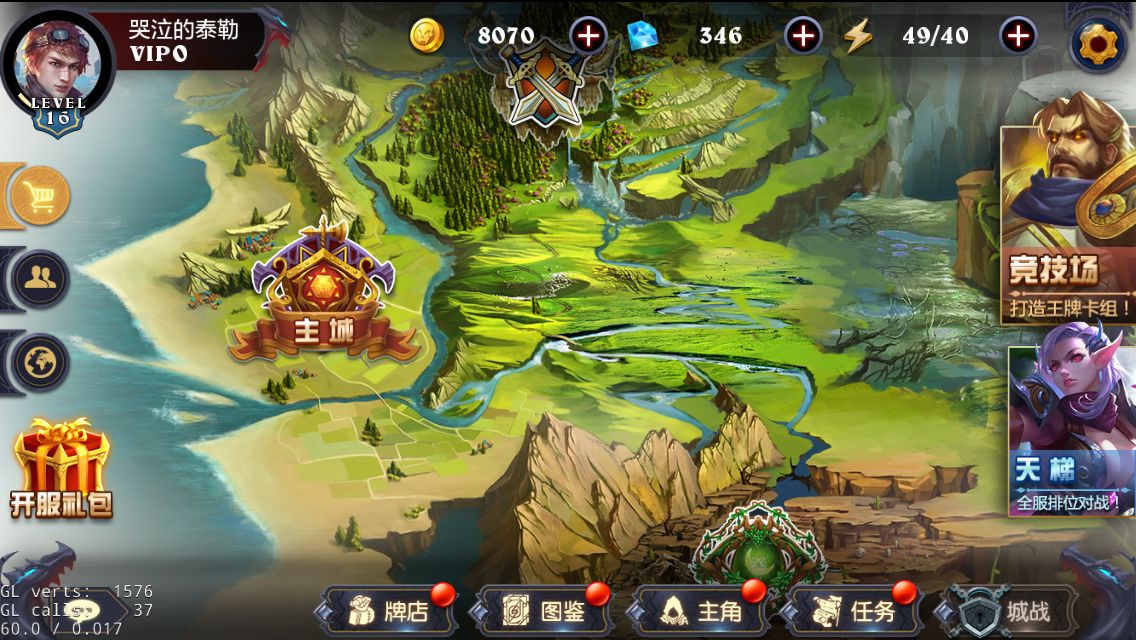 哭泣的泰勒
VIP0
LEVEL
16
8070
346
49/40
主城
竞技场
打造王牌卡组！
天梯
全服排位对战！
开服礼包
GL verts: 1576
GL calls: 37
60.0 / 0.017
牌店
图鉴
主角
任务
城战